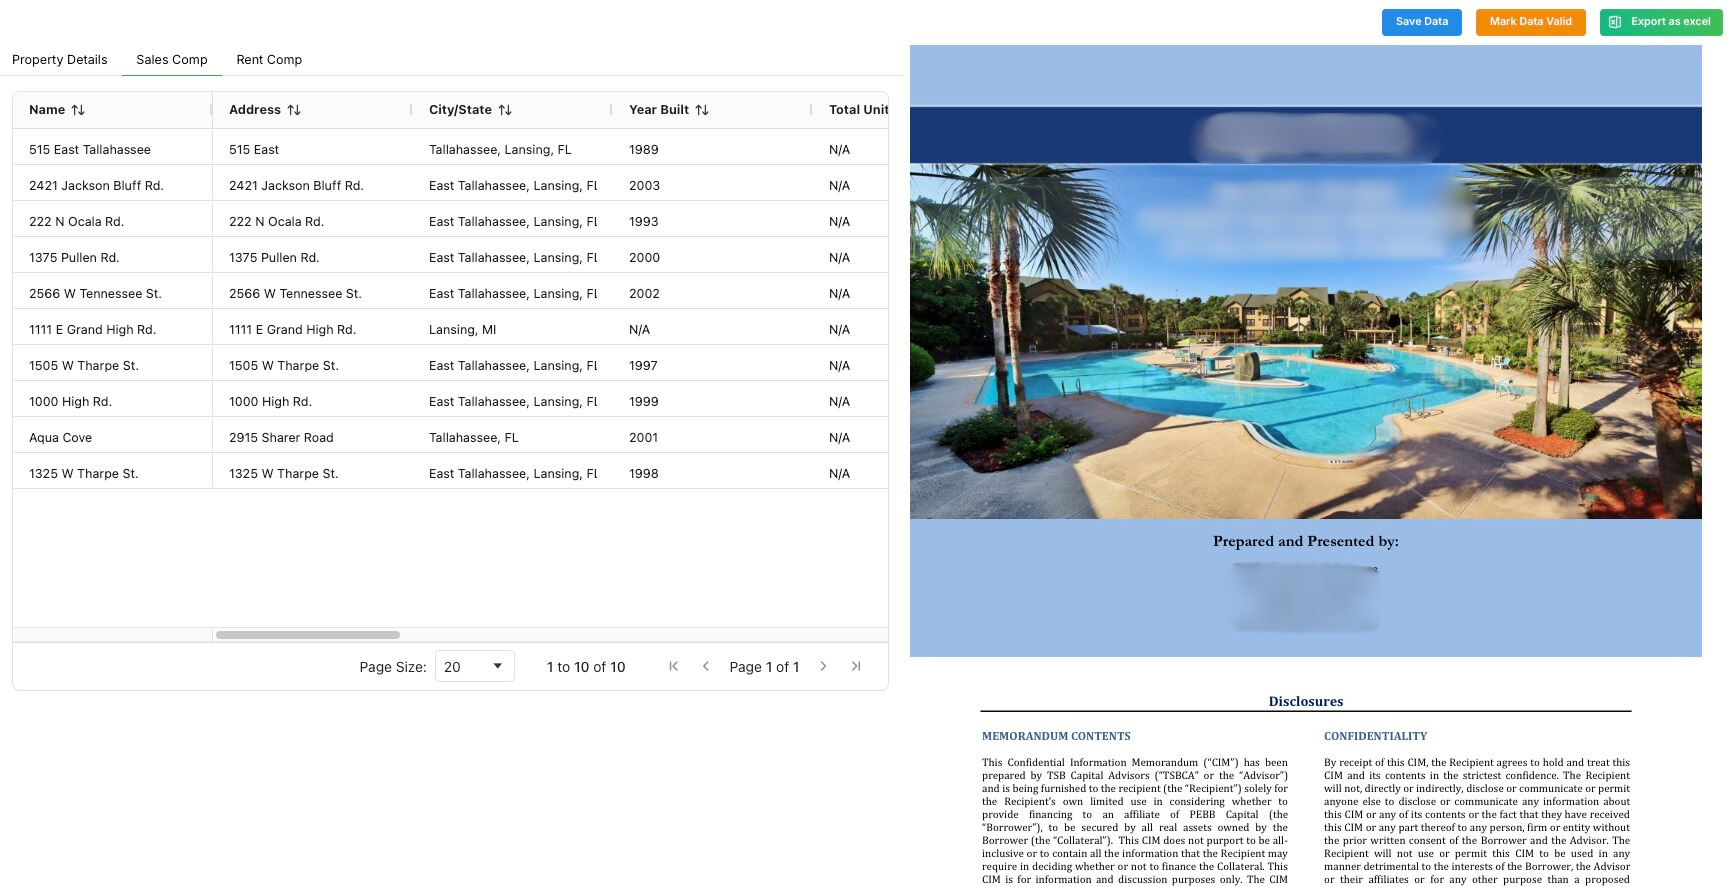 Save Data
Mark Data Valid
Export as excel
Property Details
Sales Comp
Rent Comp
Name Address City/State Year Built Total Unit
515 East Tallahassee 515 East Tallahassee, Lansing, FL 1989 N/A
2421 Jackson Bluff Rd. 2421 Jackson Bluff Rd. East Tallahassee, Lansing, FL 2003 N/A
222 N Ocala Rd. 222 N Ocala Rd. East Tallahassee, Lansing, FL 1993 N/A
1375 Pullen Rd. 1375 Pullen Rd. East Tallahassee, Lansing, FL 2000 N/A
2566 W Tennessee St. 2566 W Tennessee St. East Tallahassee, Lansing, FL 2002 N/A
1111 E Grand High Rd. 1111 E Grand High Rd. Lansing, MI N/A N/A
1505 W Tharpe St. 1505 W Tharpe St. East Tallahassee, Lansing, FL 1997 N/A
1000 High Rd. 1000 High Rd. East Tallahassee, Lansing, FL 1999 N/A
Aqua Cove 2915 Sharer Road Tallahassee, FL 2001 N/A
1325 W Tharpe St. 1325 W Tharpe St. East Tallahassee, Lansing, FL 1998 N/A
Page Size: 20 1 to 10 of 10 Page 1 of 1
Prepared and Presented by:
Disclosures
MEMORANDUM CONTENTS
This Confidential Information Memorandum (“CIM”) has been
prepared by TSB Capital Advisors (“TSBCA” or the “Advisor”)
and is being furnished to the recipient (the “Recipient”) solely for
the Recipient’s own limited use in considering whether to
provide financing to an affiliate of PEBB Capital (the
“Borrower”), to be secured by all real assets owned by the
Borrower (the “Collateral”). This CIM does not purport to be all-
inclusive or to contain all the information that the Recipient may
require in deciding whether or not to finance the Collateral. This
CIM is for information and discussion purposes only. The CIM
CONFIDENTIALITY
By receipt of this CIM, the Recipient agrees to hold and treat this
CIM and its contents in the strictest confidence. The Recipient
will not, directly or indirectly, disclose or communicate or permit
anyone else to disclose or communicate any information about
this CIM or any of its contents or the fact that they have received
this CIM or any part thereof to any person, firm or entity without
the prior written consent of the Borrower and the Advisor. The
Recipient will not use or permit this CIM to be used in any
manner detrimental to the interests of the Borrower, the Advisor
or their affiliates or for any other purpose than a proposed